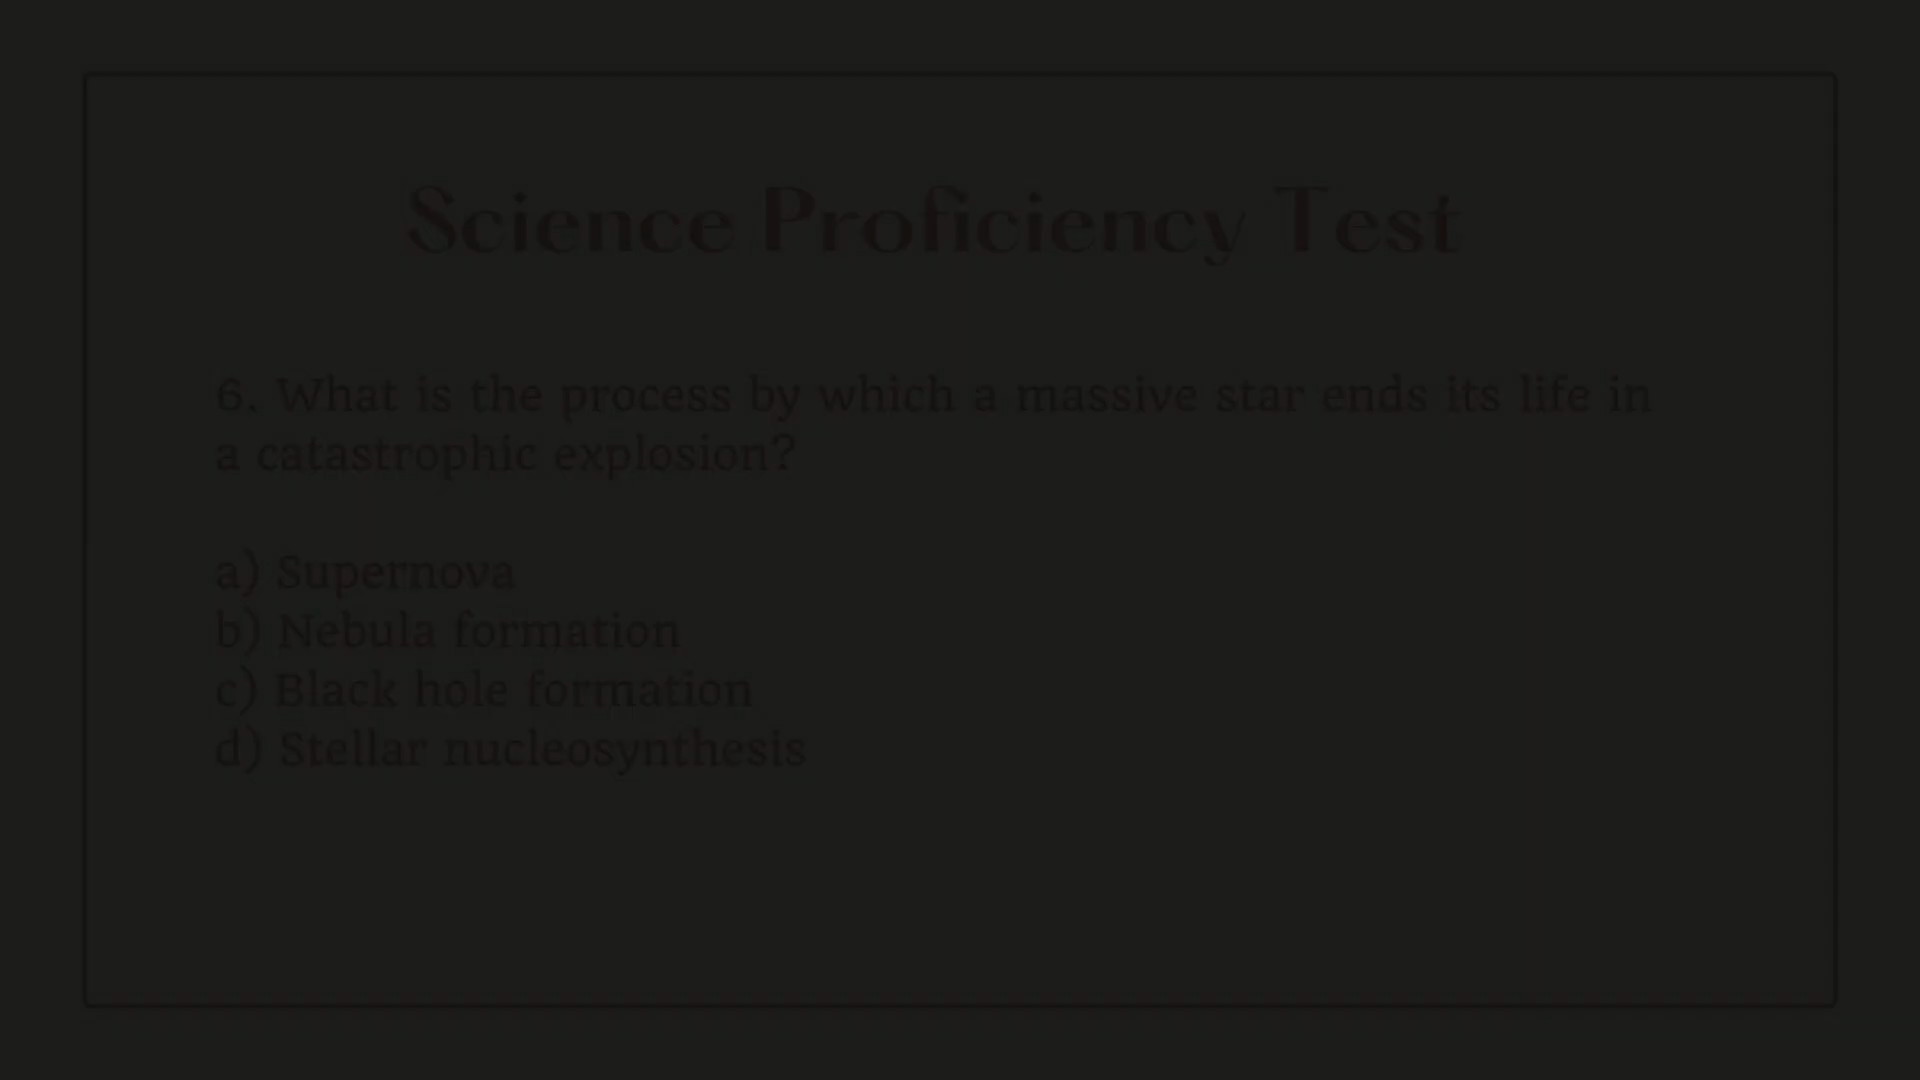 Science Proficiency Test
6. What is the process by which a massive star ends its life in
a catastrophic explosion?
a) Supernova
b) Nebula formation
c) Black hole formation
d) Stellar nucleosynthesis